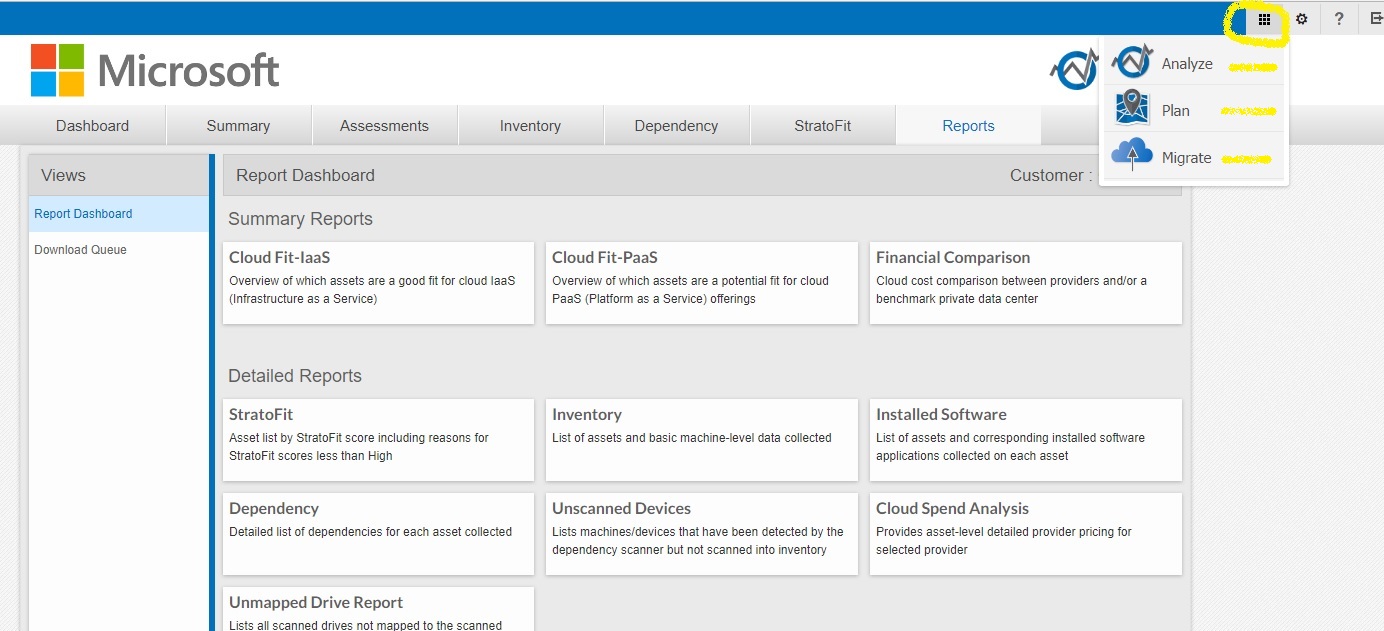 ?
Microsoft
Analyze
Plan
Migrate
Dashboard
Summary
Assessments
Inventory
Dependency
StratoFit
Reports
Views
Report Dashboard
Download Queue
Report Dashboard
Customer :
Summary Reports
Cloud Fit-IaaS
Overview of which assets are a good fit for cloud IaaS
(Infrastructure as a Service)
Cloud Fit-PaaS
Overview of which assets are a potential fit for cloud
PaaS (Platform as a Service) offerings
Financial Comparison
Cloud cost comparison between providers and/or a
benchmark private data center
Detailed Reports
StratoFit
Asset list by StratoFit score including reasons for
StratoFit scores less than High
Inventory
List of assets and basic machine-level data collected
Installed Software
List of assets and corresponding installed software
applications collected on each asset
Dependency
Detailed list of dependencies for each asset collected
Unscanned Devices
Lists machines/devices that have been detected by the
dependency scanner but not scanned into inventory
Cloud Spend Analysis
Provides asset-level detailed provider pricing for
selected provider
Unmapped Drive Report
Lists all scanned drives not mapped to the scanned